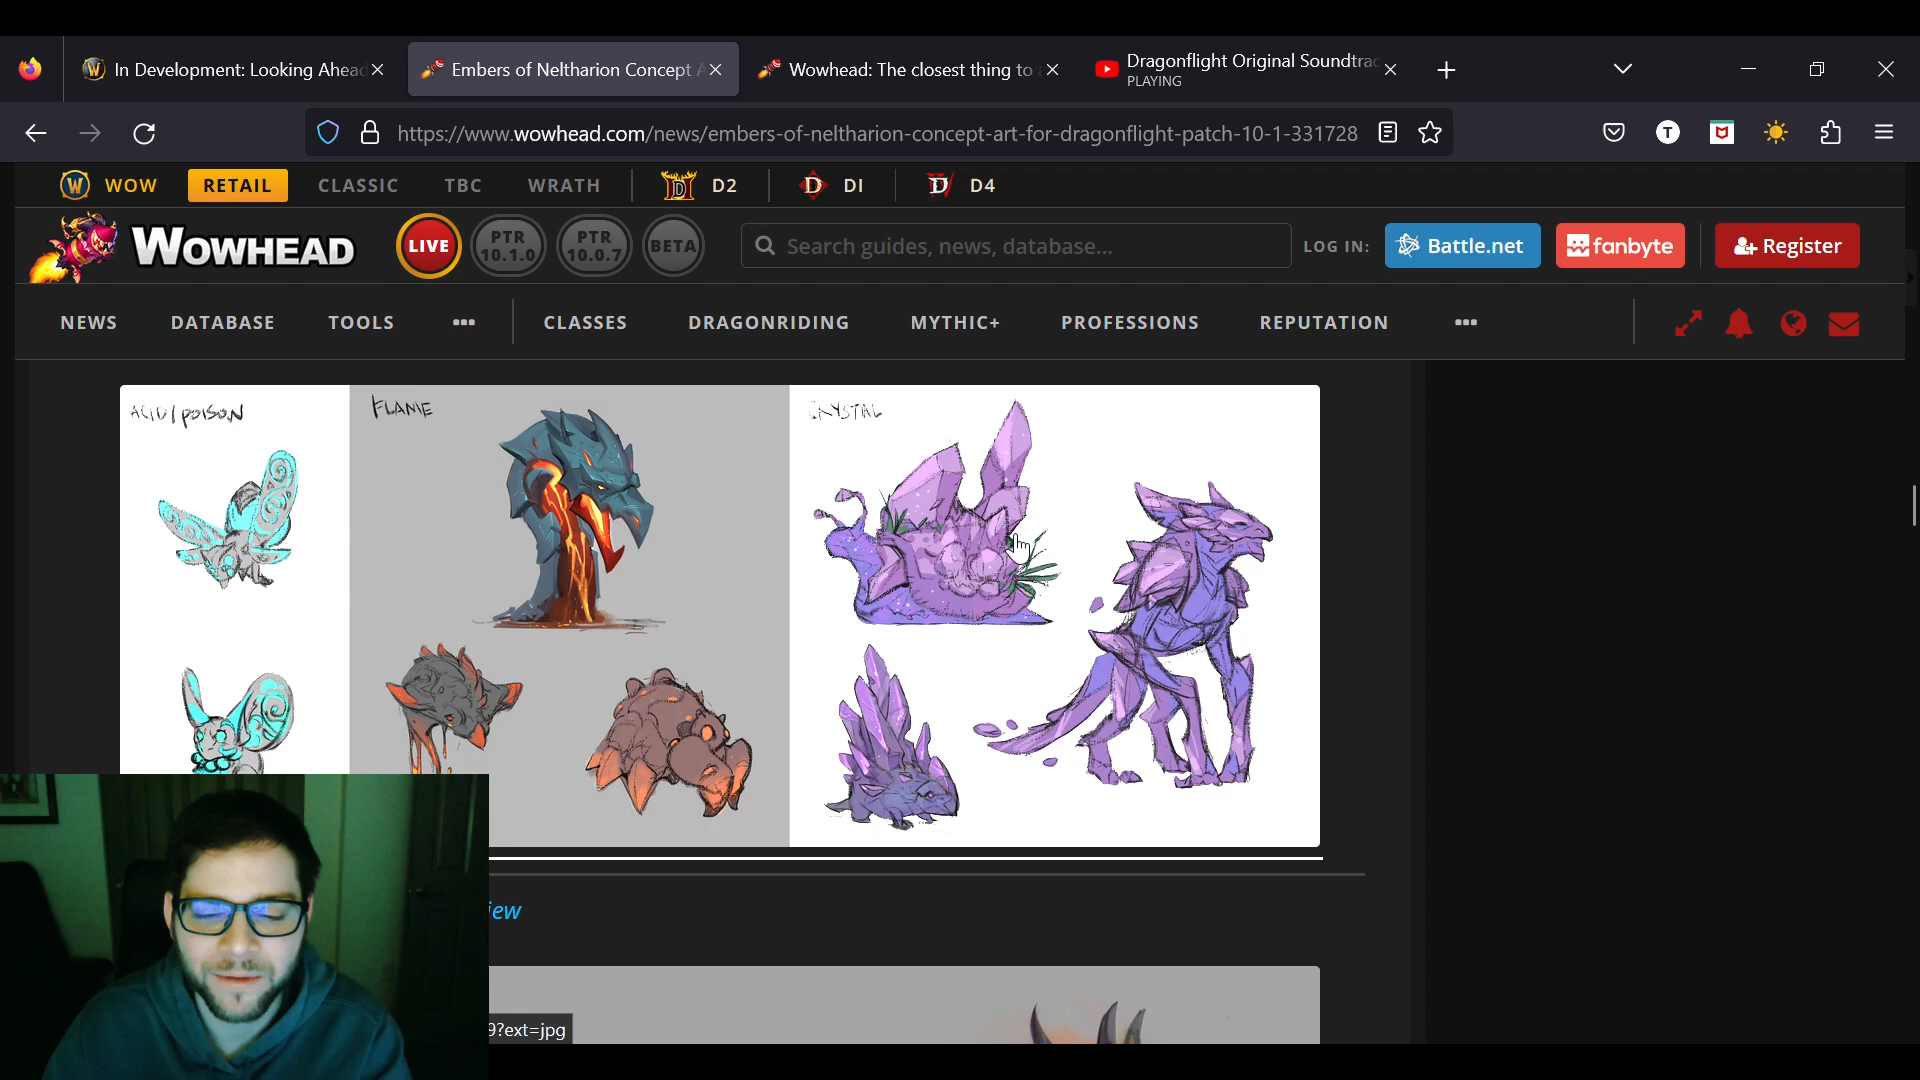 In Development: Looking Ahead
Embers of Neltharion Concept A
Wowhead: The closest thing to a
Dragonflight Original Soundtrac
PLAYING
https://www.wowhead.com/news/embers-of-neltharion-concept-art-for-dragonflight-patch-10-1-331728
WOW RETAIL CLASSIC TBC WRATH D2 DI D4
WOWHEAD
LIVE
PTR 10.1.0
PTR 10.0.7
BETA
Search guides, news, database...
LOG IN:
Battle.net
fanbyte
Register
NEWS DATABASE TOOLS ••• CLASSES DRAGONRIDING MYTHIC+ PROFESSIONS REPUTATION •••
ACID/POISON
FLAME
CRYSTAL
iew
9?ext=jpg